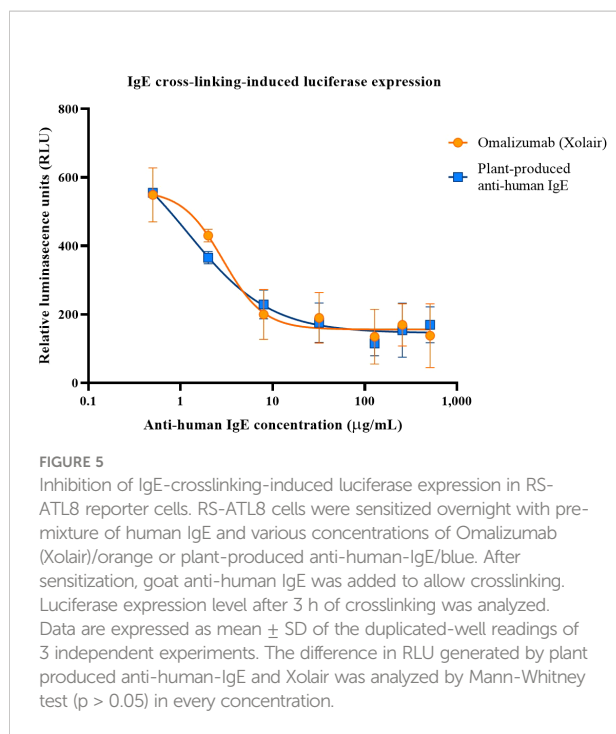 IgE cross-linking-induced luciferase expression
800
600
400
200
0
Relative luminasecence units (RLU)
0.1
1
10
100
1,000
Anti-human IgE concentration (μg/mL)
Omalizumab (Xolair)
Plant-produced
anti-human IgE
FIGURE 5
Inhibition of IgE-crosslinking-induced luciferase expression in RS-
ATL8 reporter cells. RS-ATL8 cells were sensitized overnight with pre-
mixture of human IgE and various concentrations of Omalizumab
(Xolair)/orange or plant-produced anti-human-IgE/blue. After
sensitization, goat anti-human IgE was added to allow crosslinking.
Luciferase expression level after 3 h of crosslinking was analyzed.
Data are expressed as mean ± SD of the duplicated-well readings of
3 independent experiments. The difference in RLU generated by plant
produced anti-human-IgE and Xolair was analyzed by Mann-Whitney
test (p > 0.05) in every concentration.